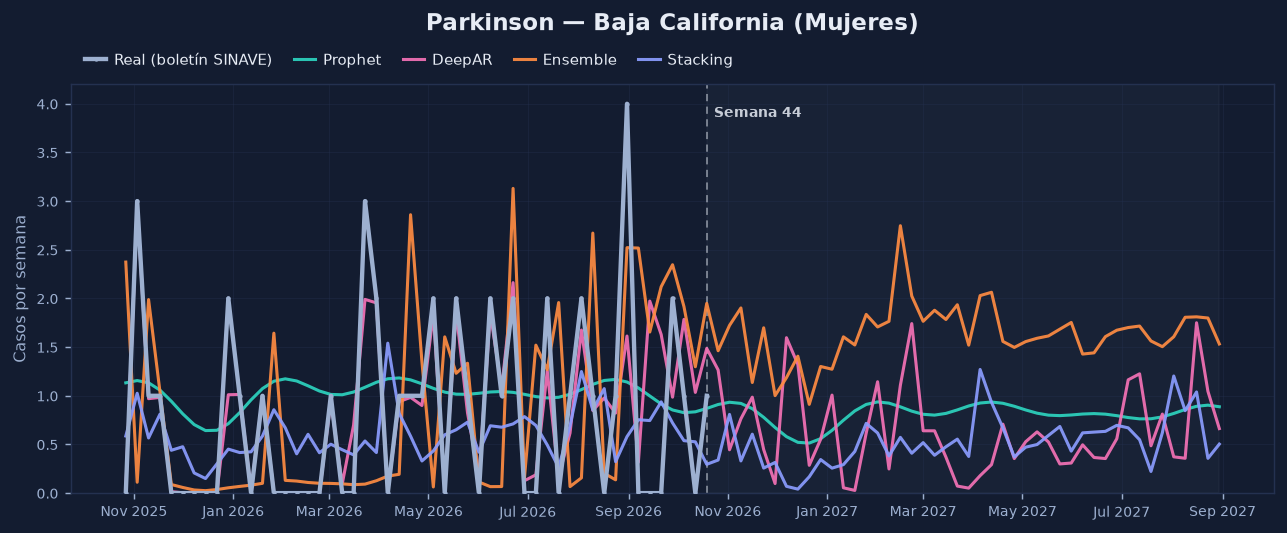 Parkinson — Baja California (Mujeres)
Real (boletín SINAVE) Prophet DeepAR Ensemble Stacking
Semana 44
Casos por semana
4.0
3.5
3.0
2.5
2.0
1.5
1.0
0.5
0.0
Nov 2025 Jan 2026 Mar 2026 May 2026 Jul 2026 Sep 2026 Nov 2026 Jan 2027 Mar 2027 May 2027 Jul 2027 Sep 2027